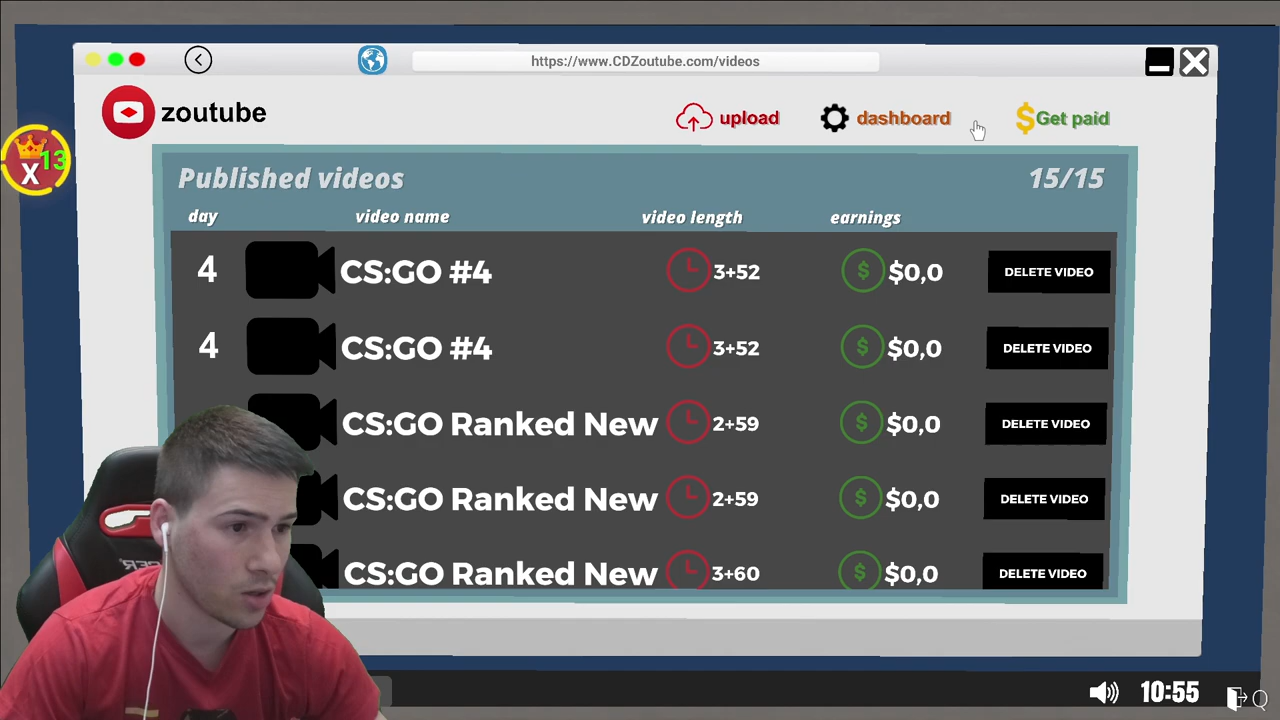 https://www.CDZoutube.com/videos
zoutube
upload
dashboard
$Get paid
13
X
Published videos
15/15
day
video name
video length
earnings
4
CS:GO #4
3+52
$
$0,0
DELETE VIDEO
4
CS:GO #4
3+52
$
$0,0
DELETE VIDEO
CS:GO Ranked New
2+59
$
$0,0
DELETE VIDEO
CS:GO Ranked New
2+59
$
$0,0
DELETE VIDEO
CS:GO Ranked New
3+60
$
$0,0
DELETE VIDEO
10:55
Q